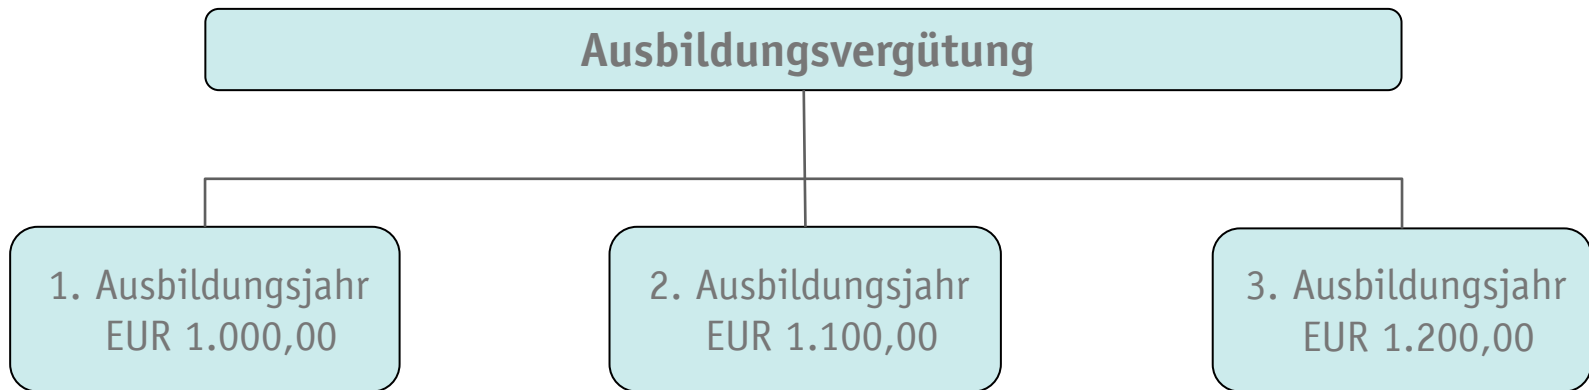 Ausbildungsvergütung
1. Ausbildungsjahr
EUR 1.000,00
2. Ausbildungsjahr
EUR 1.100,00
3. Ausbildungsjahr
EUR 1.200,00